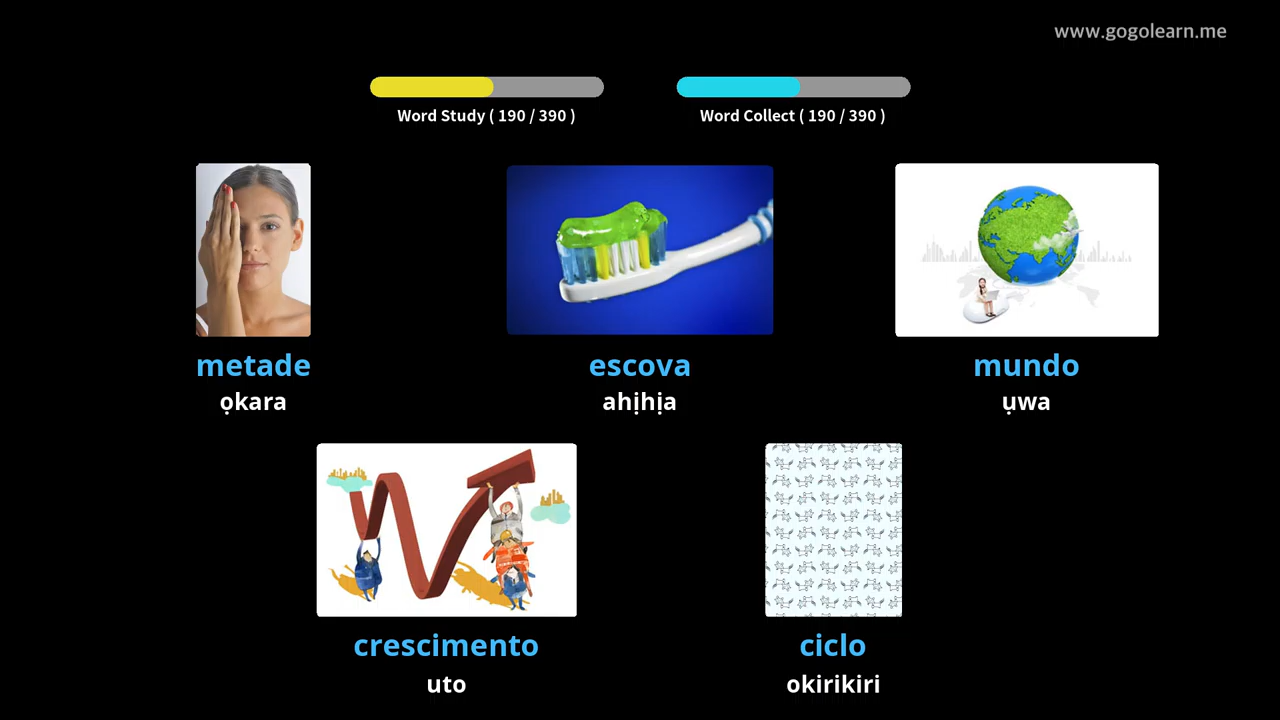 www.gogolearn.me
Word Study ( 190 / 390 )
Word Collect ( 190 / 390 )
metade
ọkara
escova
ahịhịa
mundo
ụwa
crescimento
uto
ciclo
okirikiri